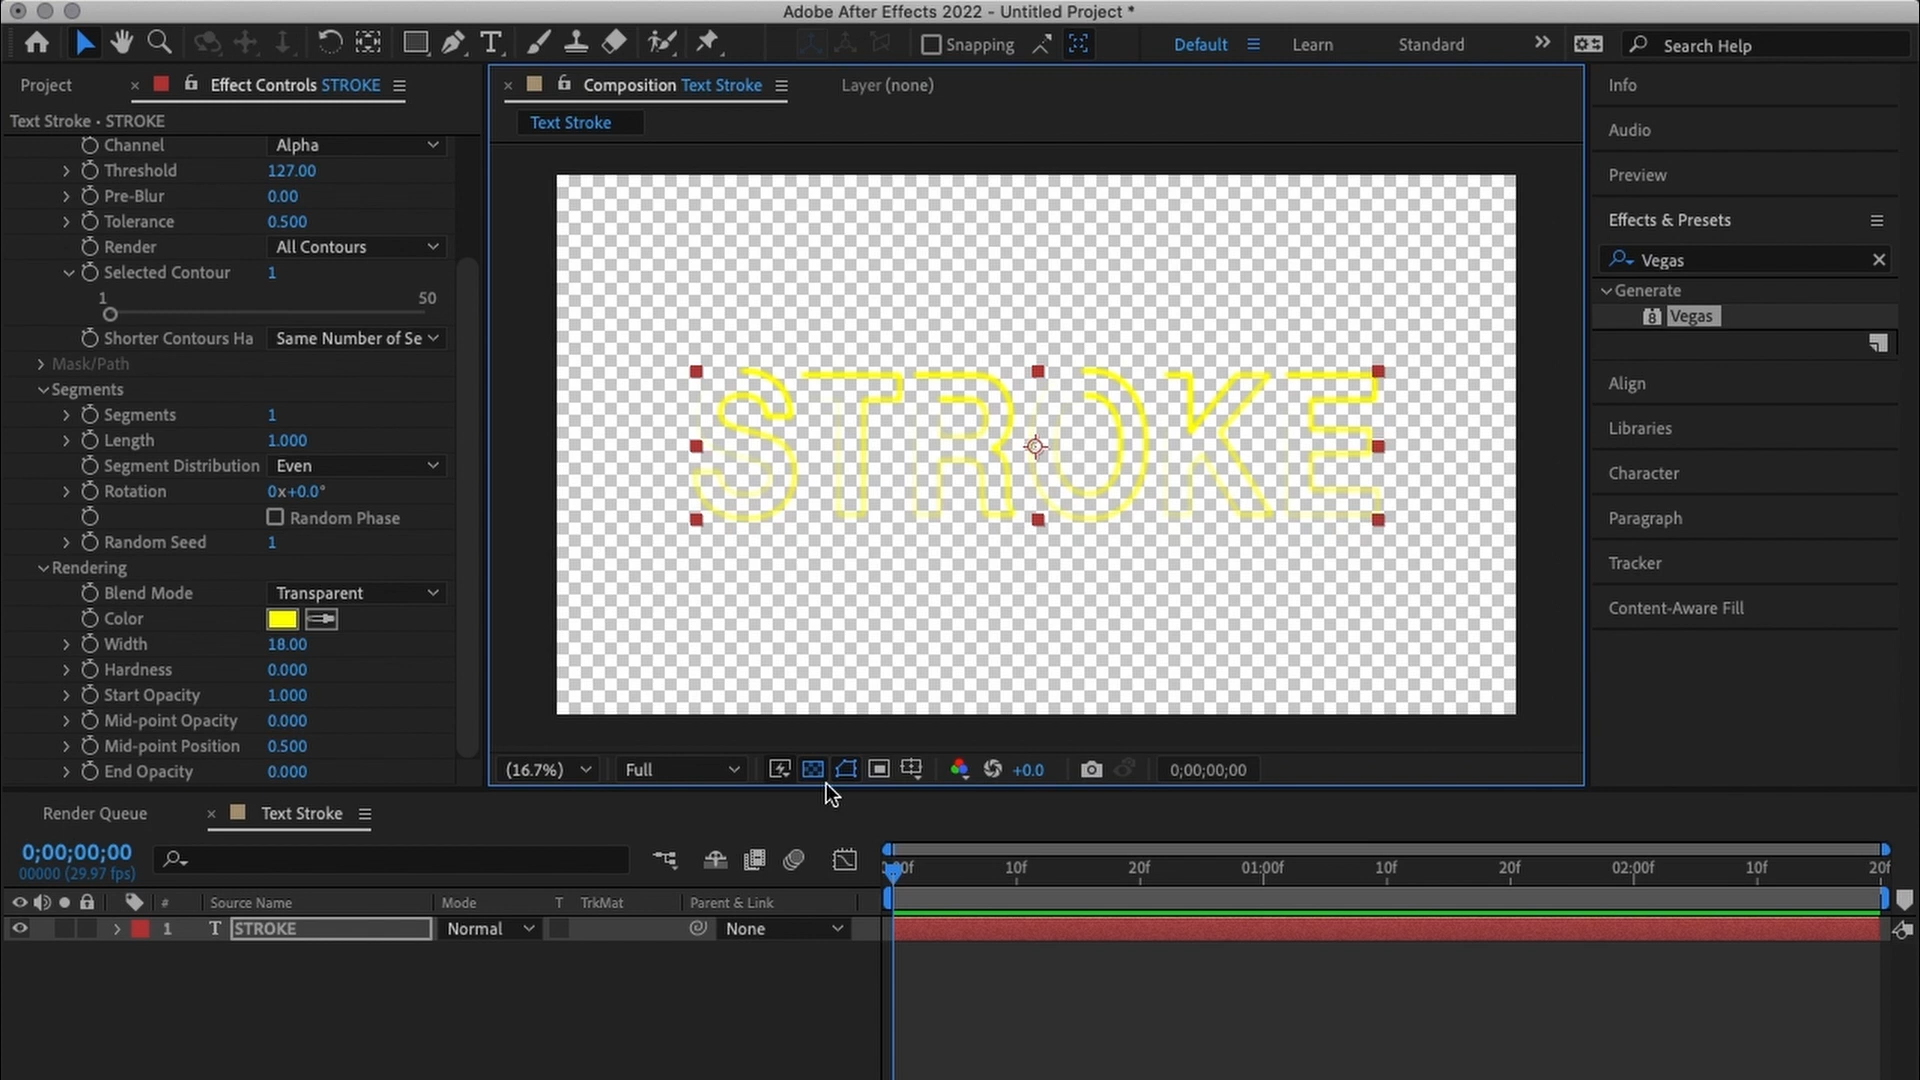 Adobe After Effects 2022 - Untitled Project *
Snapping
Default
Learn
Standard
Search Help
Project
Effect Controls STROKE
Text Stroke • STROKE
Channel Alpha
Threshold 127.00
Pre-Blur 0.00
Tolerance 0.500
Render All Contours
Selected Contour 1
1 50
Shorter Contours Ha Same Number of Se
Mask/Path
Segments
Segments 1
Length 1.000
Segment Distribution Even
Rotation 0x+0.0°
Random Phase
Random Seed 1
Rendering
Blend Mode Transparent
Color
Width 18.00
Hardness 0.000
Start Opacity 1.000
Mid-point Opacity 0.000
Mid-point Position 0.500
End Opacity 0.000
Composition Text Stroke
Layer (none)
Text Stroke
STROKE
(16.7%) Full +0.0 0;00;00;00
Info
Audio
Preview
Effects & Presets
Vegas
Generate
8 Vegas
Align
Libraries
Character
Paragraph
Tracker
Content-Aware Fill
Render Queue
Text Stroke
0;00;00;00
00000 (29.97 fps)
:00f 10f 20f 01:00f 10f 20f 02:00f 10f 20f
# Source Name Mode T TrkMat Parent & Link
1 T STROKE Normal None